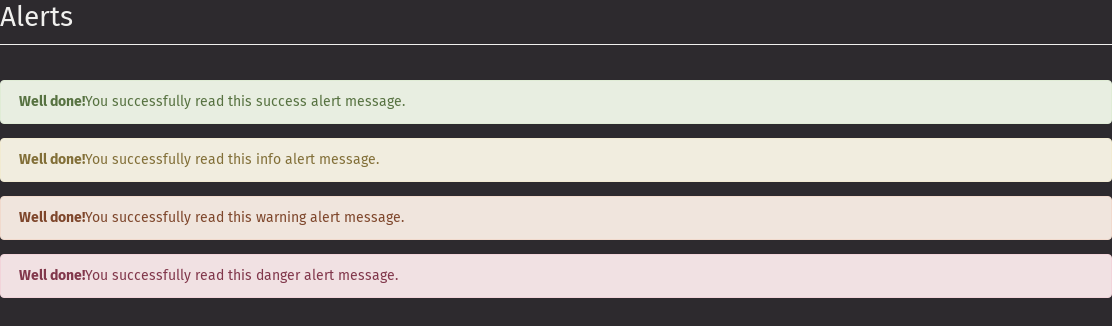 Alerts
Well done!You successfully read this success alert message.
Well done!You successfully read this info alert message.
Well done!You successfully read this warning alert message.
Well done!You successfully read this danger alert message.